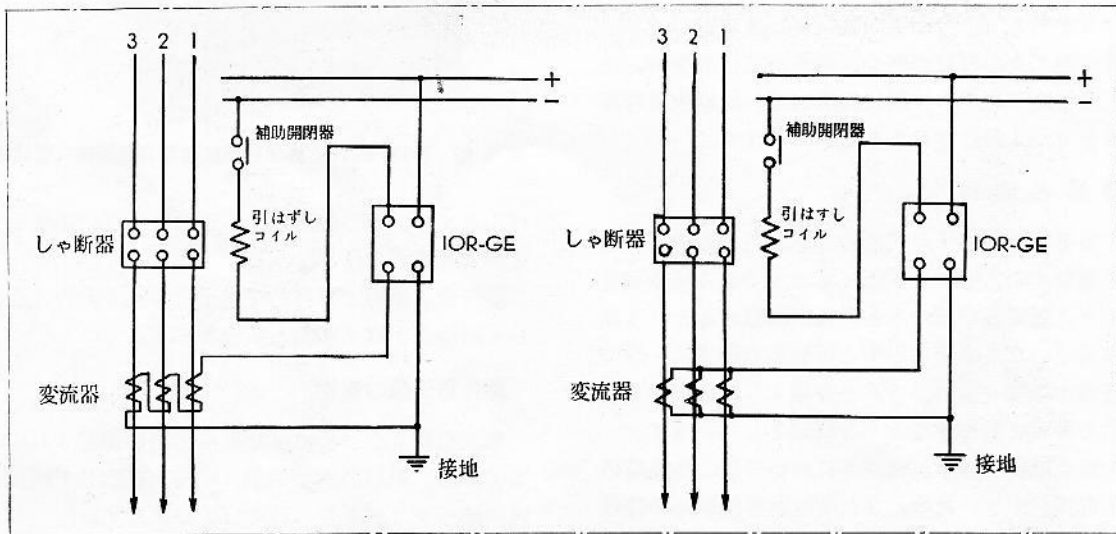 3 2 1
+
−
補助開閉器
引はずし
コイル
しゃ断器
IOR-GE
変流器
接地
3 2 1
+
−
補助開閉器
引はすし
コイル
しゃ断器
IOR-GE
変流器
接地